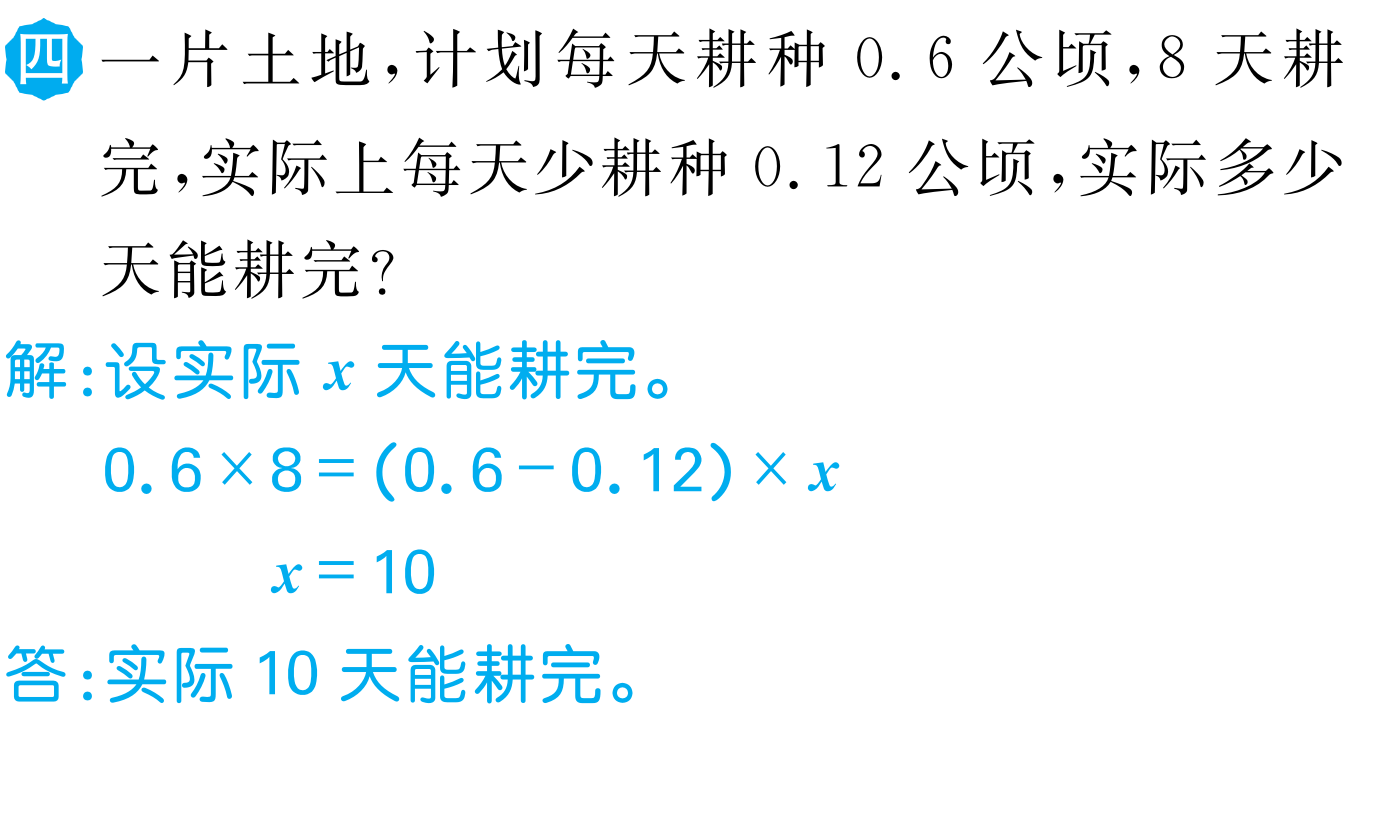 四 一片土地,计划每天耕种 0.6 公顷,8 天耕
完,实际上每天少耕种 0.12 公顷,实际多少
天能耕完?
解:设实际 x 天能耕完。
0.6×8=(0.6-0.12)×x
x=10
答:实际 10 天能耕完。